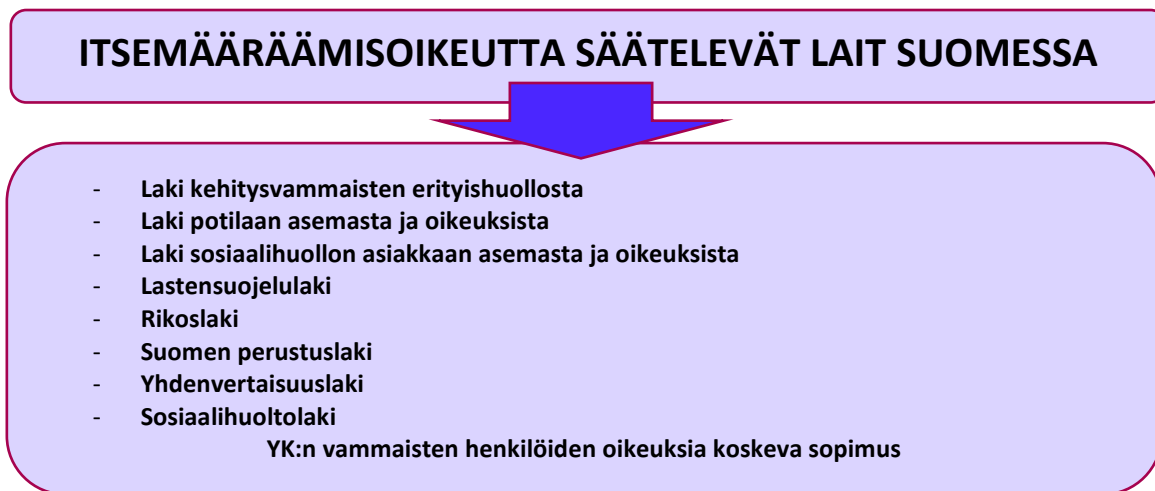 ITSEMÄÄRÄÄMISOIKEUTTA SÄÄTELEVÄT LAIT SUOMESSA
- Laki kehitysvammaisten erityishuollosta
- Laki potilaan asemasta ja oikeuksista
- Laki sosiaalihuollon asiakkaan asemasta ja oikeuksista
- Lastensuojelulaki
- Rikoslaki
- Suomen perustuslaki
- Yhdenvertaisuuslaki
- Sosiaalihuoltolaki
YK:n vammaisten henkilöiden oikeuksia koskeva sopimus